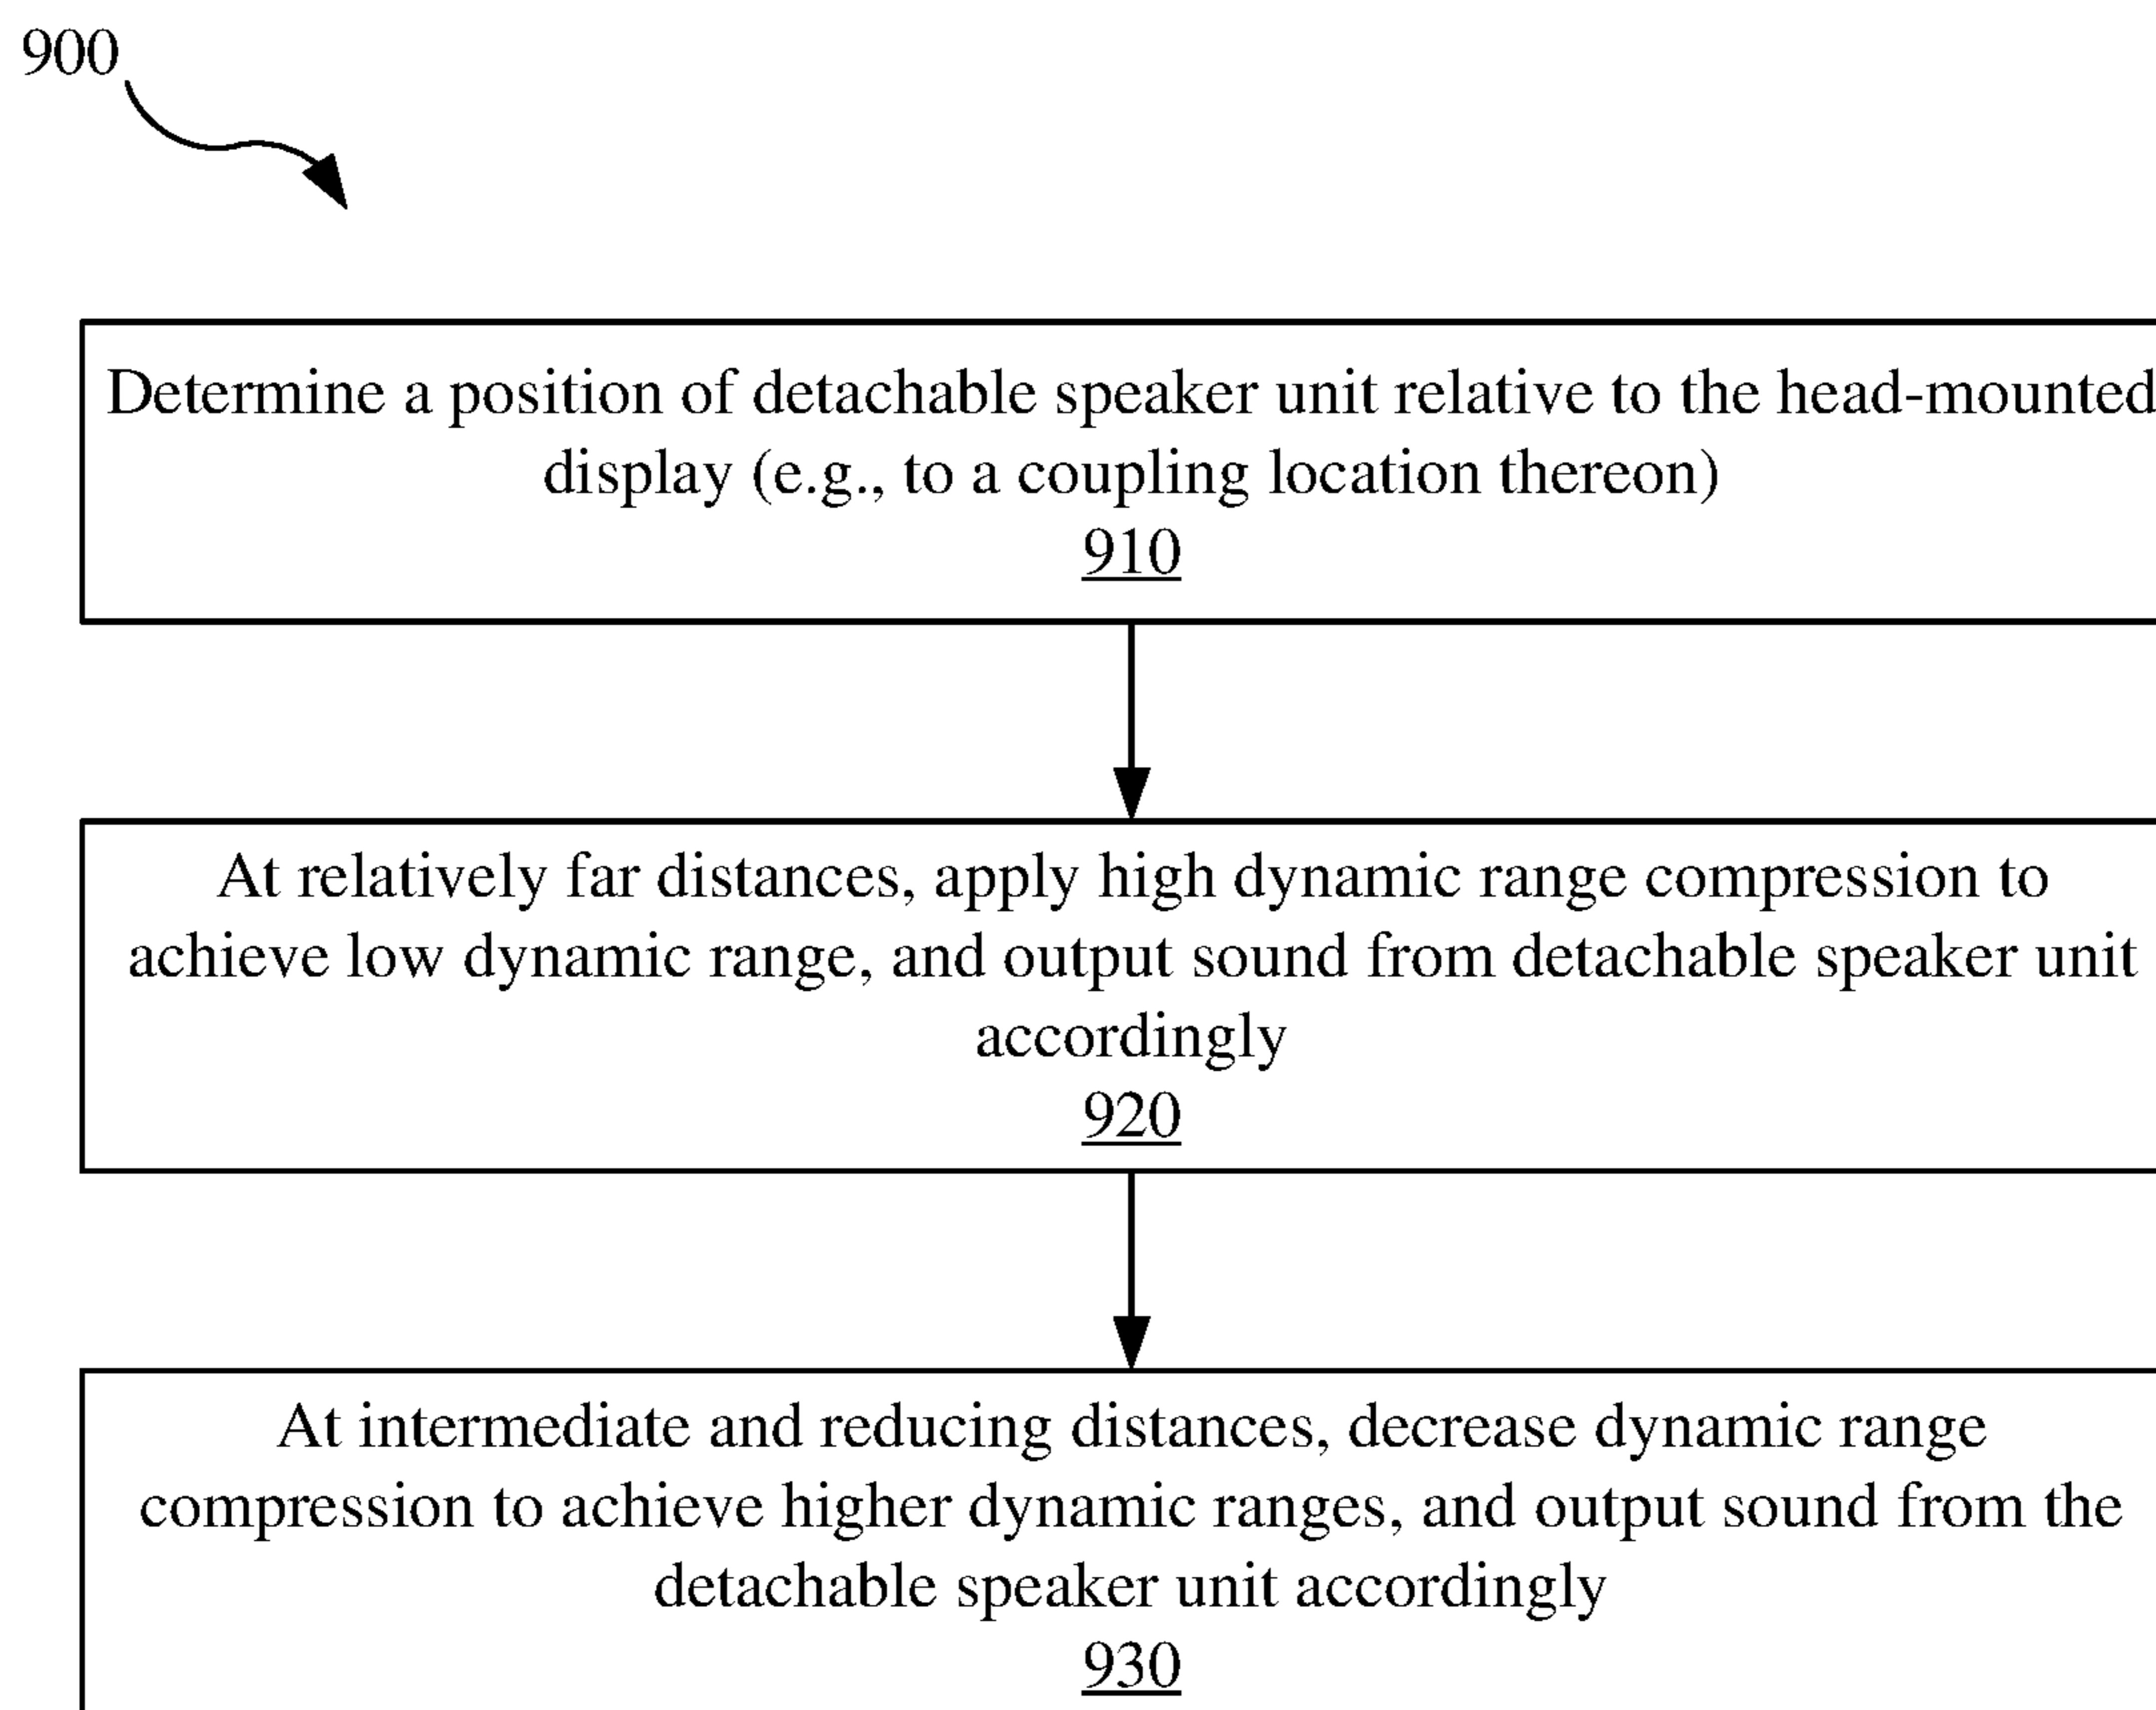 900
Determine a position of detachable speaker unit relative to the head-mounted
display (e.g., to a coupling location thereon)
910
At relatively far distances, apply high dynamic range compression to
achieve low dynamic range, and output sound from detachable speaker unit
accordingly
920
At intermediate and reducing distances, decrease dynamic range
compression to achieve higher dynamic ranges, and output sound from the
detachable speaker unit accordingly
930